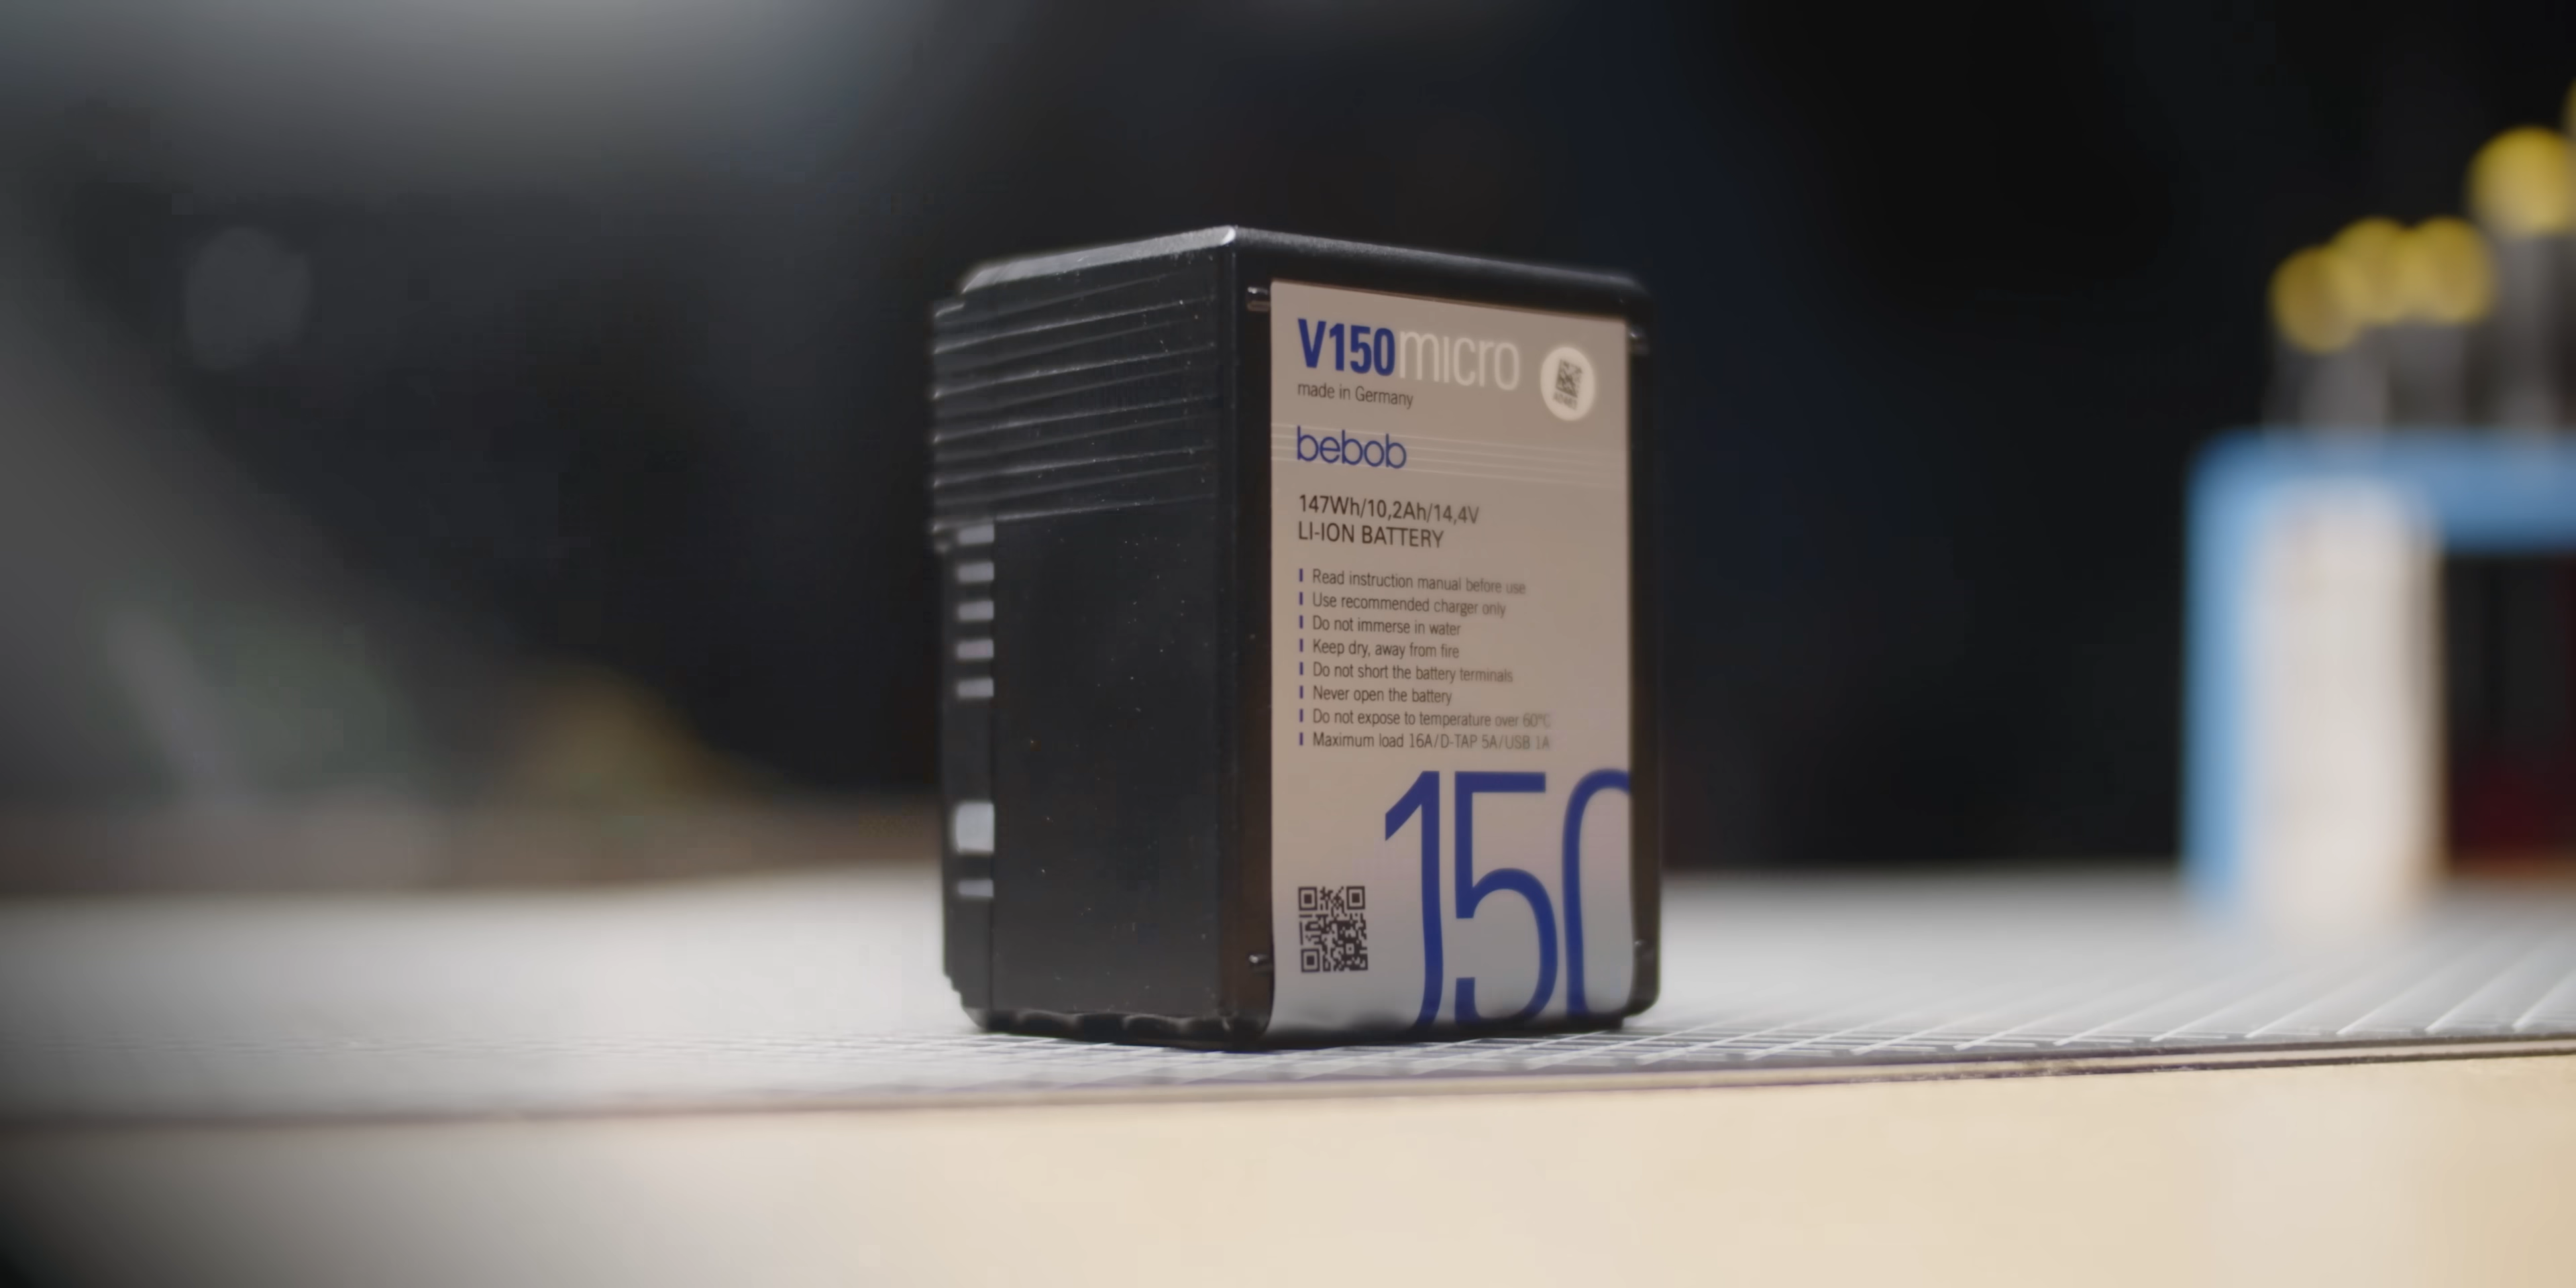 V150micro
made in Germany
bebob
147Wh/10,2Ah/14,4V
LI-ION BATTERY
Read instruction manual before use
Use recommended charger only
Do not immerse in water
Keep dry, away from fire
Do not short the battery terminals
Never open the battery
Do not expose to temperature over 60°C
Maximum load 16A/D-TAP 5A/USB 1A
150